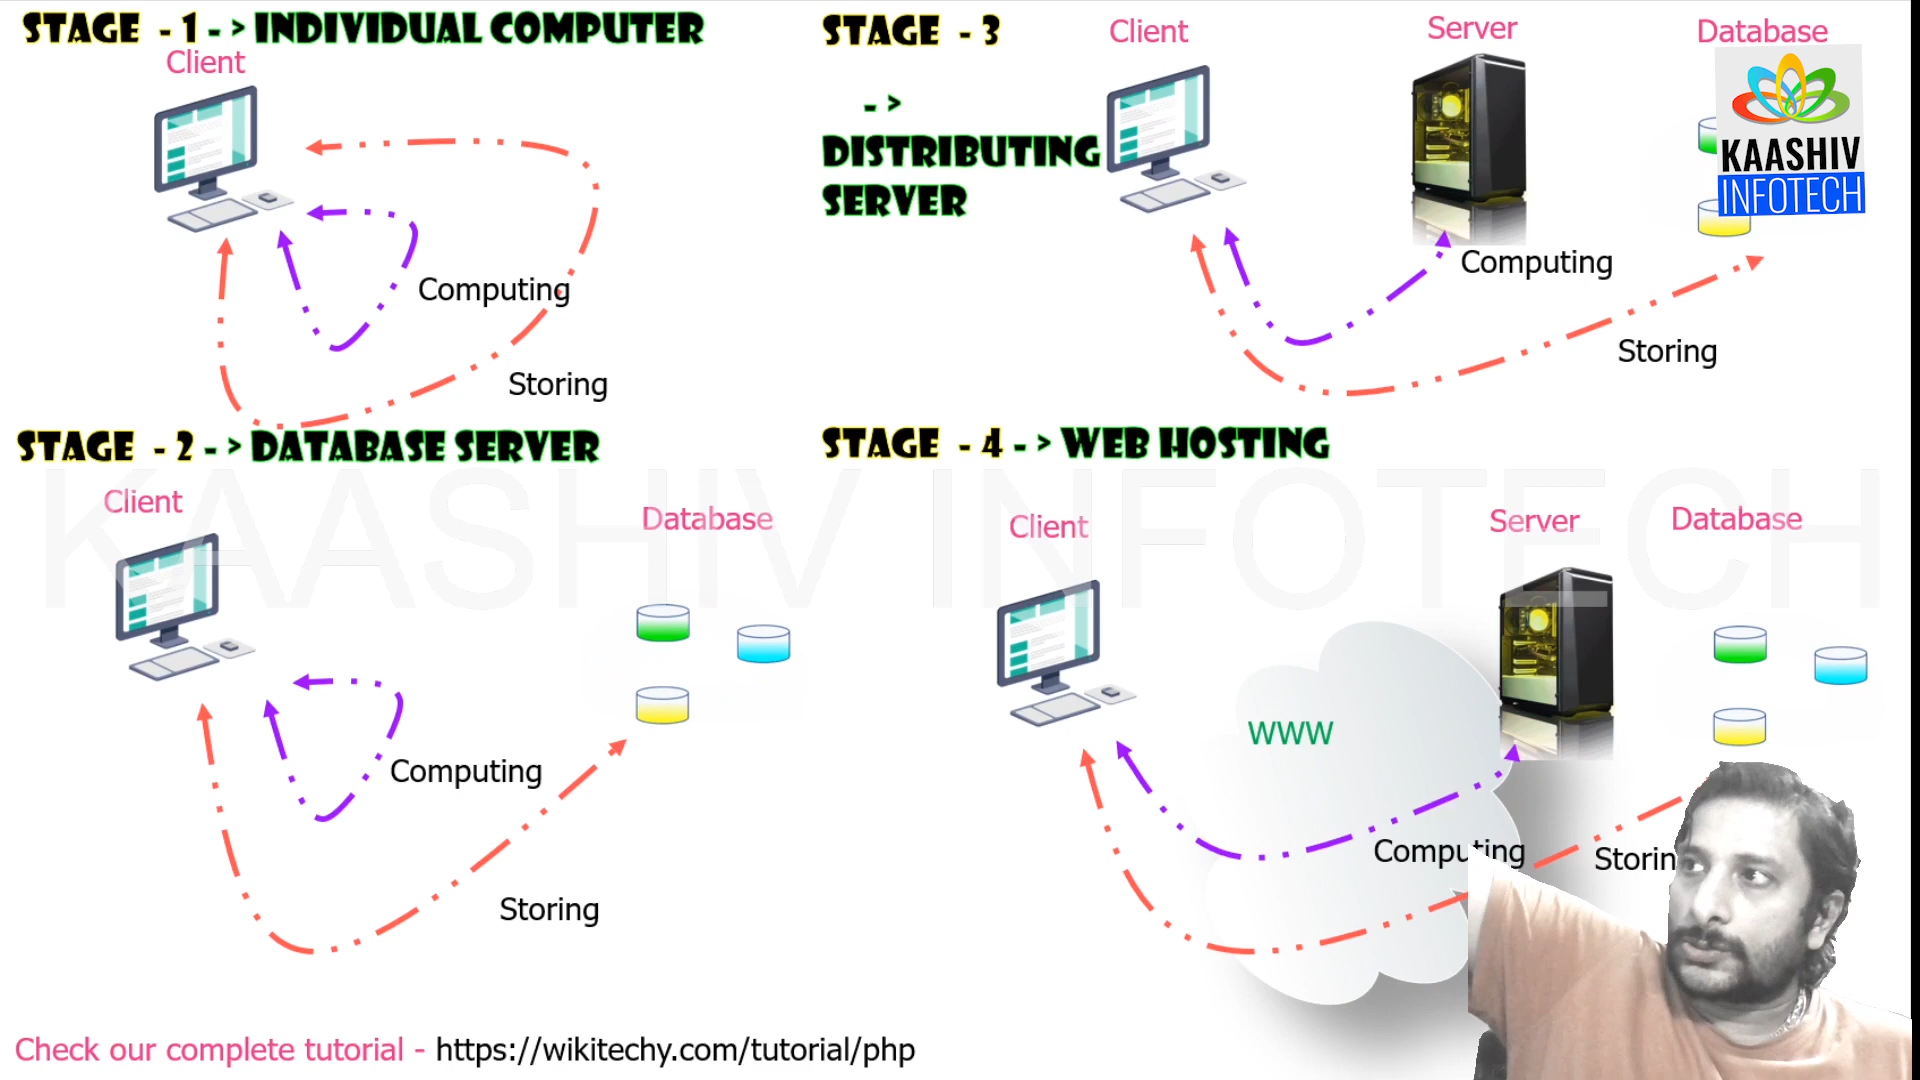 STAGE - 1 - > INDIVIDUAL COMPUTER
Client
Computing
Storing
STAGE - 2 - > DATABASE SERVER
Client
Database
Computing
Storing
STAGE - 3
- >
DISTRIBUTING
SERVER
Client
Server
Database
KAASHIV
INFOTECH
Computing
Storing
STAGE - 4 - > WEB HOSTING
Client
Server
Database
WWW
Computing
Storin
KAASHIV INFOTECH
Check our complete tutorial - https://wikitechy.com/tutorial/php